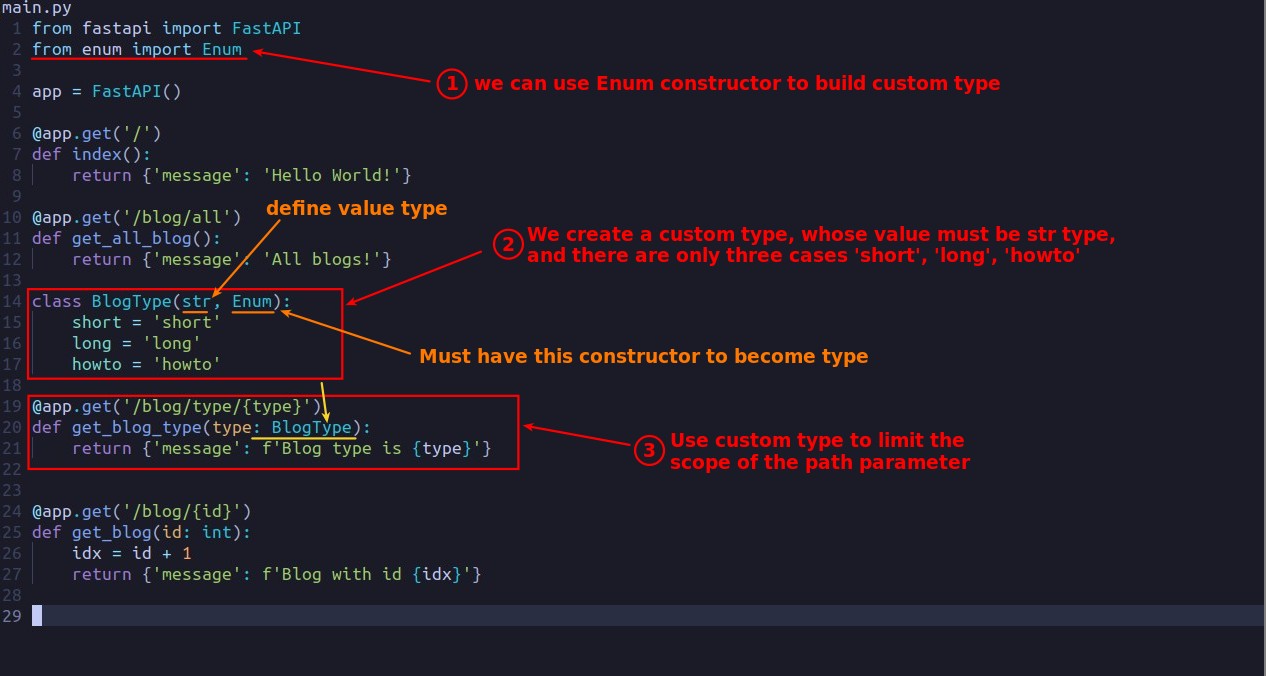 main.py
1 from fastapi import FastAPI
2 from enum import Enum
① we can use Enum constructor to build custom type
3
4 app = FastAPI()
5
6 @app.get('/')
7 def index():
8     return {'message': 'Hello World!'}
9
define value type
10 @app.get('/blog/all')
11 def get_all_blog():
② We create a custom type, whose value must be str type,
and there are only three cases 'short', 'long', 'howto'
12     return {'message': 'All blogs!'}
13
14 class BlogType(str, Enum):
15     short = 'short'
16     long = 'long'
Must have this constructor to become type
17     howto = 'howto'
18
19 @app.get('/blog/type/{type}')
20 def get_blog_type(type: BlogType):
21     return {'message': f'Blog type is {type}'}
③ Use custom type to limit the
scope of the path parameter
22
23
24 @app.get('/blog/{id}')
25 def get_blog(id: int):
26     idx = id + 1
27     return {'message': f'Blog with id {idx}'}
28
29